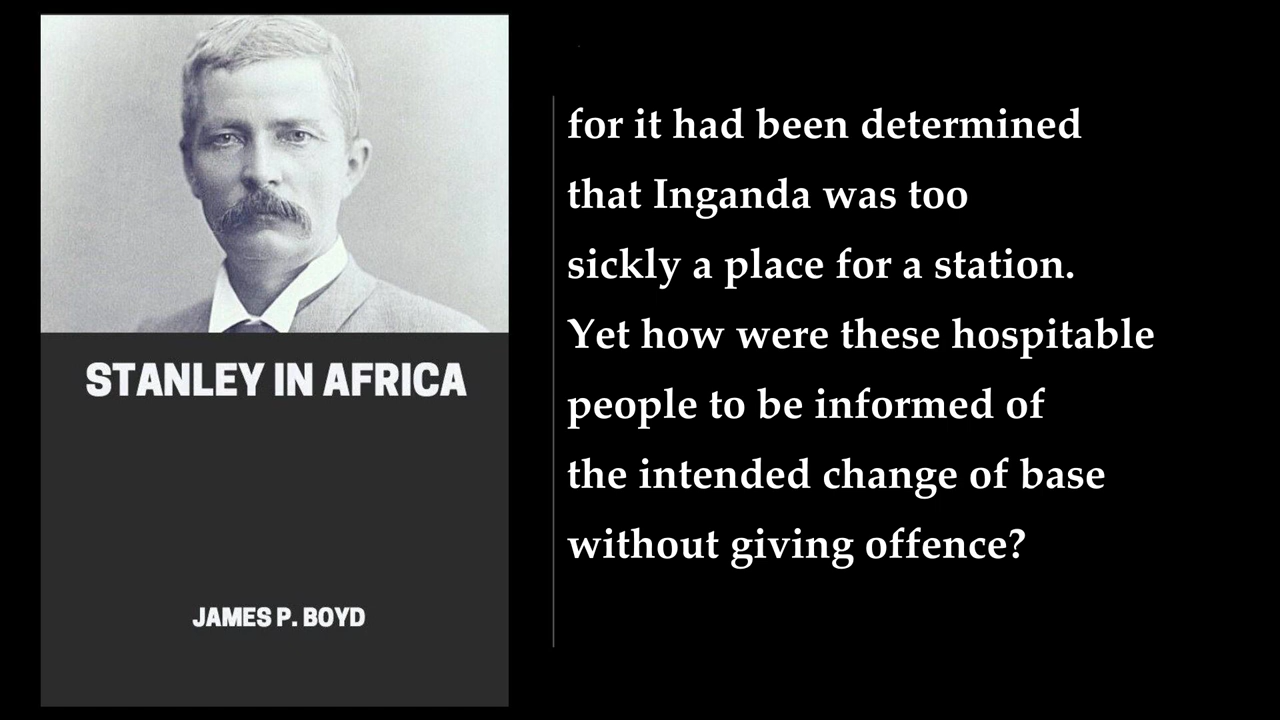 STANLEY IN AFRICA
JAMES P. BOYD
for it had been determined
that Inganda was too
sickly a place for a station.
Yet how were these hospitable
people to be informed of
the intended change of base
without giving offence?